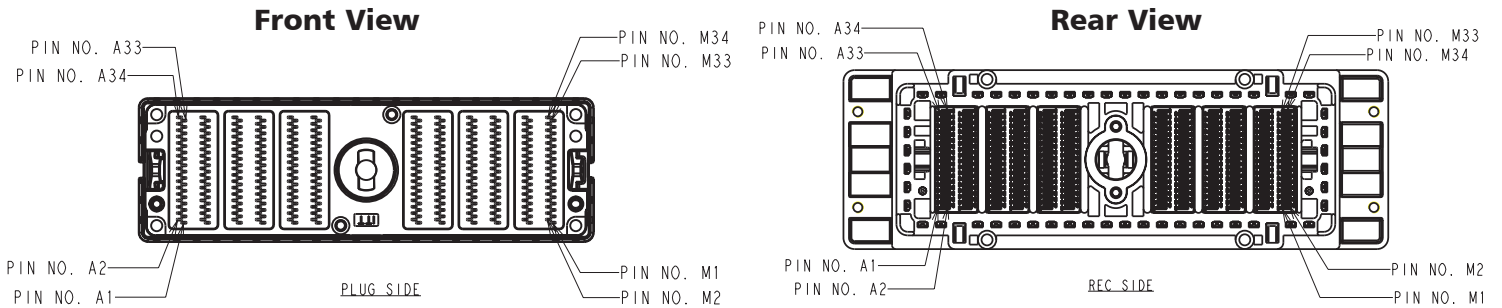 Front View
PIN NO. A33
PIN NO. A34
PIN NO. M34
PIN NO. M33
PIN NO. A2
PIN NO. A1
PLUG SIDE
PIN NO. M1
PIN NO. M2
Rear View
PIN NO. A34
PIN NO. A33
PIN NO. M33
PIN NO. M34
PIN NO. A1
PIN NO. A2
REC SIDE
PIN NO. M2
PIN NO. M1